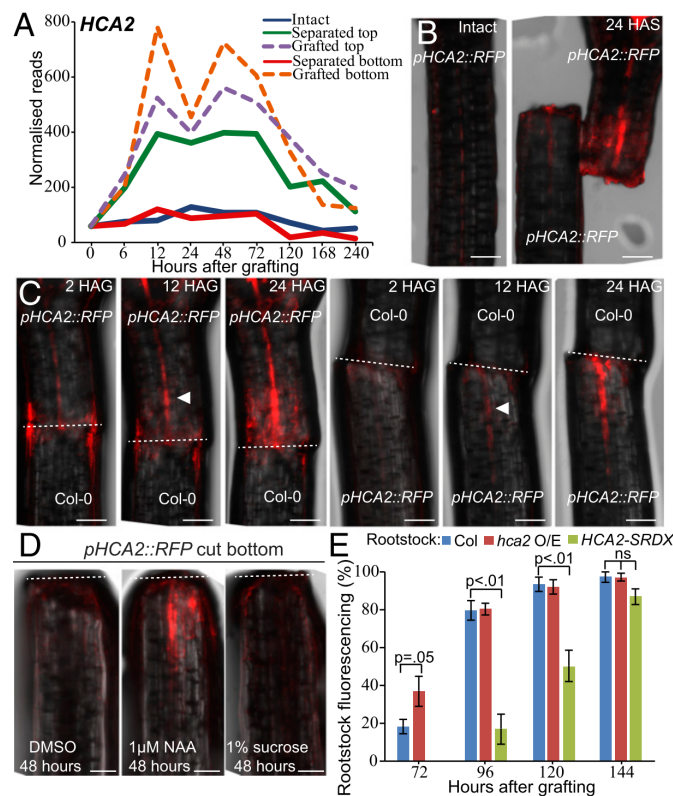 A
HCA2
Normalised reads
800
600
400
200
0
0 6 12 24 48 72 120 168 240
Hours after grafting
Intact
Separated top
Grafted top
Separated bottom
Grafted bottom
B
Intact
pHCA2::RFP
24 HAS
pHCA2::RFP
pHCA2::RFP
C
2 HAG
pHCA2::RFP
Col-0
12 HAG
pHCA2::RFP
Col-0
24 HAG
pHCA2::RFP
Col-0
2 HAG
Col-0
pHCA2::RFP
12 HAG
Col-0
pHCA2::RFP
24 HAG
Col-0
pHCA2::RFP
D
pHCA2::RFP cut bottom
DMSO
48 hours
1µM NAA
48 hours
1% sucrose
48 hours
E
Rootstock: Col hca2 O/E HCA2-SRDX
Rootstock fluorescencing (%)
100
80
60
40
20
0
p=.05
p<.01
p<.01
ns
72 96 120 144
Hours after grafting